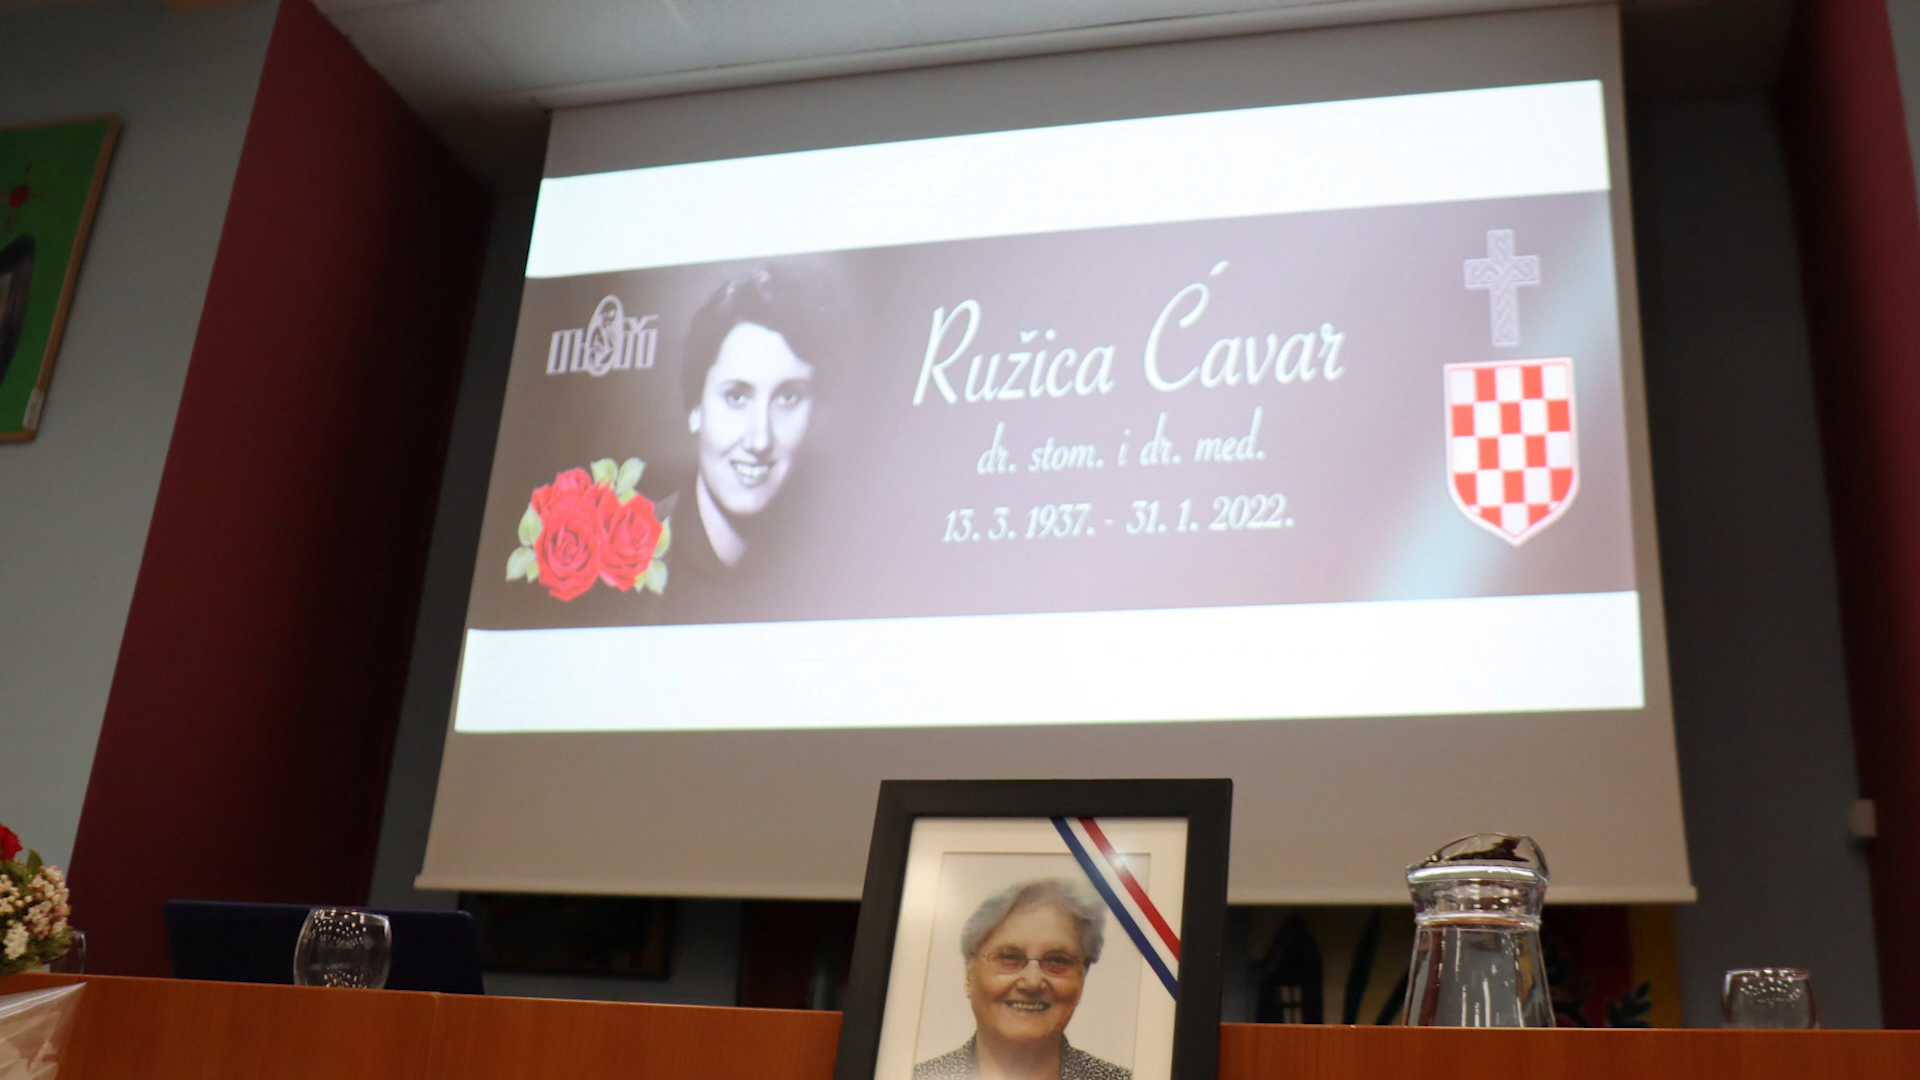 Ružica Ćavar
dr. stom. i dr. med.
13. 3. 1937. - 31. 1. 2022.